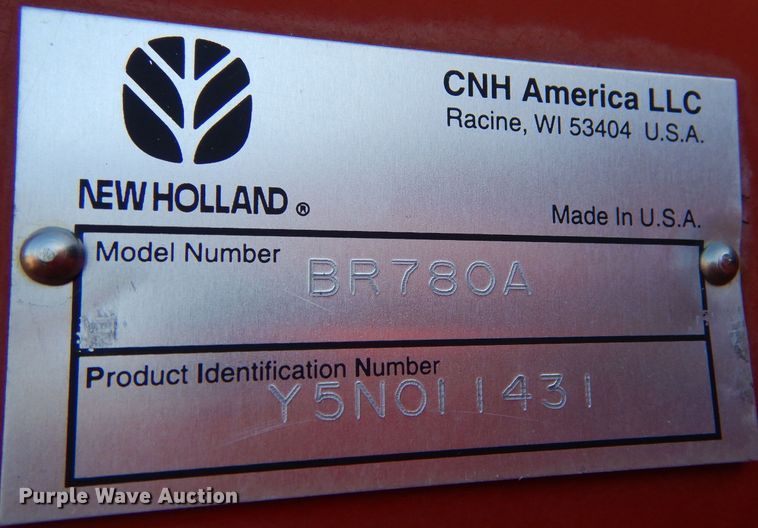 CNH America LLC
Racine, WI 53404 U.S.A.
NEW HOLLAND ®
Made In U.S.A.
Model Number
BR780A
Product Identification Number
Y5N011431
Purple Wave Auction